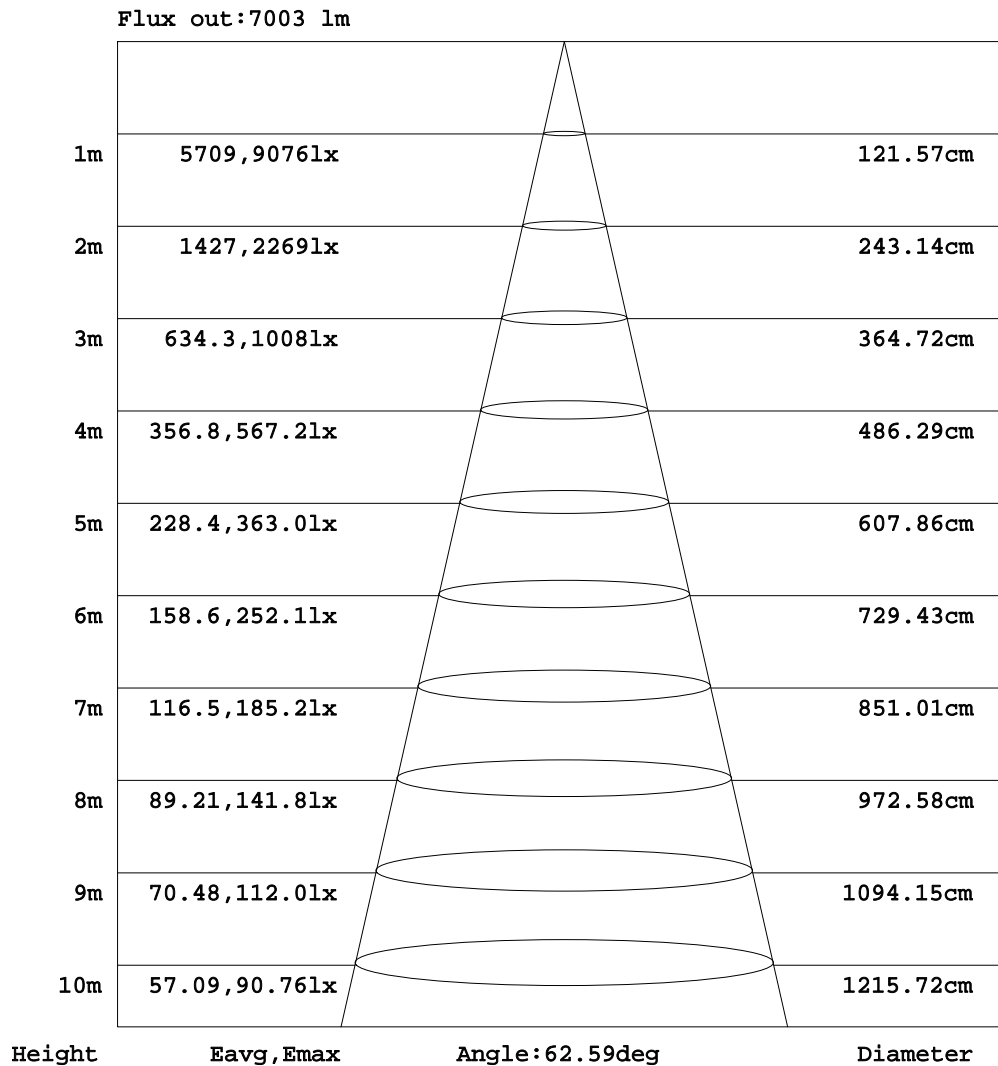 Flux out:7003 lm
1m 5709,9076lx 121.57cm
2m 1427,2269lx 243.14cm
3m 634.3,1008lx 364.72cm
4m 356.8,567.2lx 486.29cm
5m 228.4,363.0lx 607.86cm
6m 158.6,252.1lx 729.43cm
7m 116.5,185.2lx 851.01cm
8m 89.21,141.8lx 972.58cm
9m 70.48,112.0lx 1094.15cm
10m 57.09,90.76lx 1215.72cm
Height Eavg,Emax Angle:62.59deg Diameter